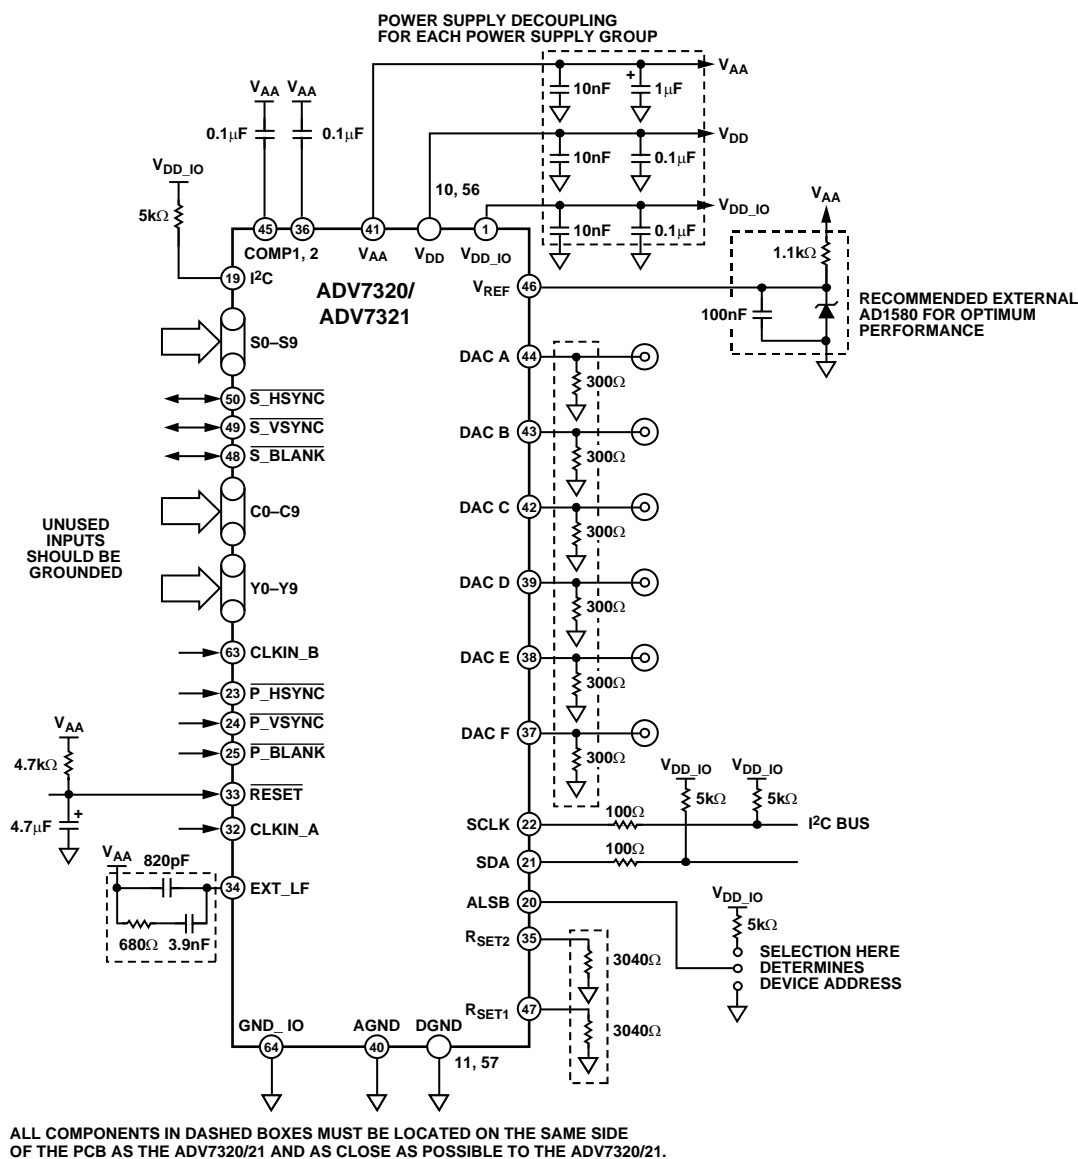 POWER SUPPLY DECOUPLING
FOR EACH POWER SUPPLY GROUP
VAA
10nF
1µF
VAA
VAA
0.1µF
0.1µF
VDD
10nF
0.1µF
VDD_IO
5kΩ
10, 56
VDD_IO
10nF
0.1µF
VAA
1.1kΩ
45
36
41
1
COMP1, 2
VAA
VDD
VDD_IO
19
I2C
VREF
46
ADV7320/
ADV7321
100nF
RECOMMENDED EXTERNAL
AD1580 FOR OPTIMUM
PERFORMANCE
S0–S9
DAC A
44
300Ω
50
S_HSYNC
49
S_VSYNC
48
S_BLANK
DAC B
43
300Ω
C0–C9
DAC C
42
300Ω
UNUSED
INPUTS
SHOULD BE
GROUNDED
Y0–Y9
DAC D
39
300Ω
63
CLKIN_B
DAC E
38
300Ω
23
P_HSYNC
24
P_VSYNC
25
P_BLANK
DAC F
37
300Ω
VAA
4.7kΩ
33
RESET
4.7µF
32
CLKIN_A
VDD_IO
VDD_IO
5kΩ
5kΩ
SCLK
22
100Ω
I2C BUS
SDA
21
100Ω
VAA
820pF
34
EXT_LF
680Ω
3.9nF
ALSB
20
VDD_IO
5kΩ
SELECTION HERE
DETERMINES
DEVICE ADDRESS
RSET2
35
3040Ω
RSET1
47
3040Ω
GND_ IO
AGND
DGND
64
40
11, 57
ALL COMPONENTS IN DASHED BOXES MUST BE LOCATED ON THE SAME SIDE
OF THE PCB AS THE ADV7320/21 AND AS CLOSE AS POSSIBLE TO THE ADV7320/21.